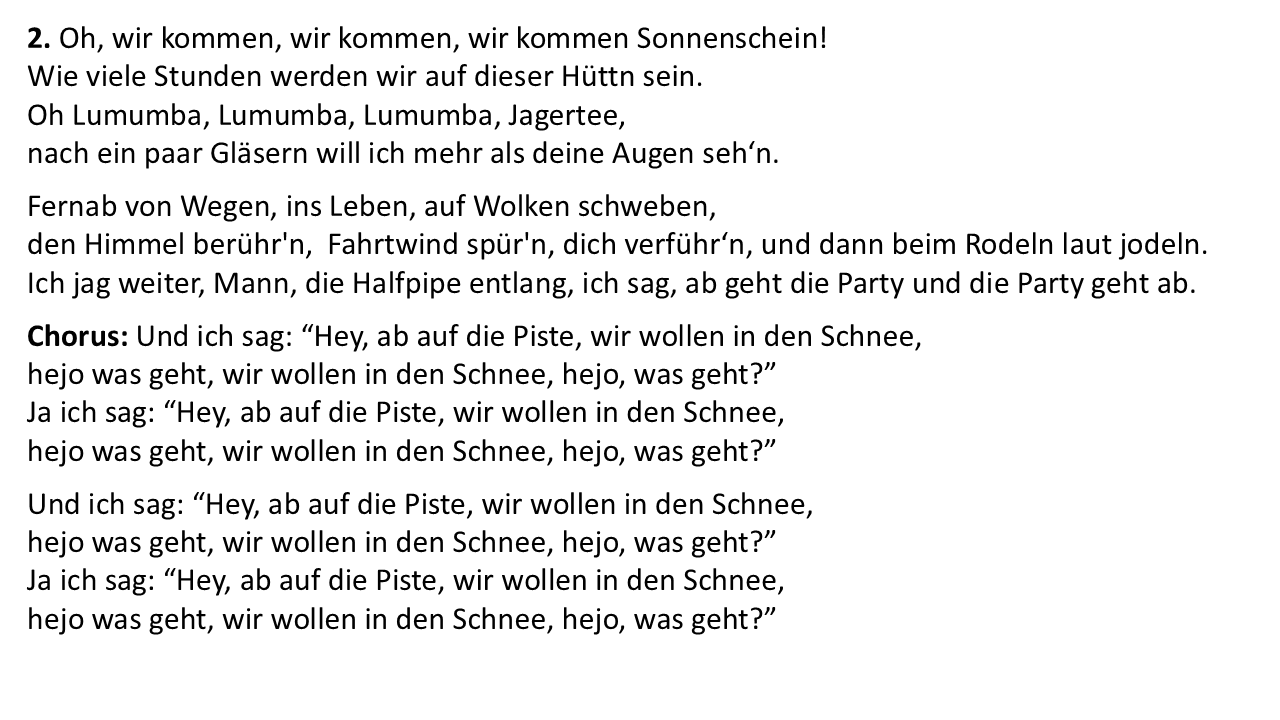 2. Oh, wir kommen, wir kommen, wir kommen Sonnenschein!
Wie viele Stunden werden wir auf dieser Hüttn sein.
Oh Lumumba, Lumumba, Lumumba, Jagertee,
nach ein paar Gläsern will ich mehr als deine Augen seh‘n.
Fernab von Wegen, ins Leben, auf Wolken schweben,
den Himmel berühr'n,  Fahrtwind spür'n, dich verführ‘n, und dann beim Rodeln laut jodeln.
Ich jag weiter, Mann, die Halfpipe entlang, ich sag, ab geht die Party und die Party geht ab.
Chorus: Und ich sag: “Hey, ab auf die Piste, wir wollen in den Schnee,
hejo was geht, wir wollen in den Schnee, hejo, was geht?”
Ja ich sag: “Hey, ab auf die Piste, wir wollen in den Schnee,
hejo was geht, wir wollen in den Schnee, hejo, was geht?”
Und ich sag: “Hey, ab auf die Piste, wir wollen in den Schnee,
hejo was geht, wir wollen in den Schnee, hejo, was geht?”
Ja ich sag: “Hey, ab auf die Piste, wir wollen in den Schnee,
hejo was geht, wir wollen in den Schnee, hejo, was geht?”